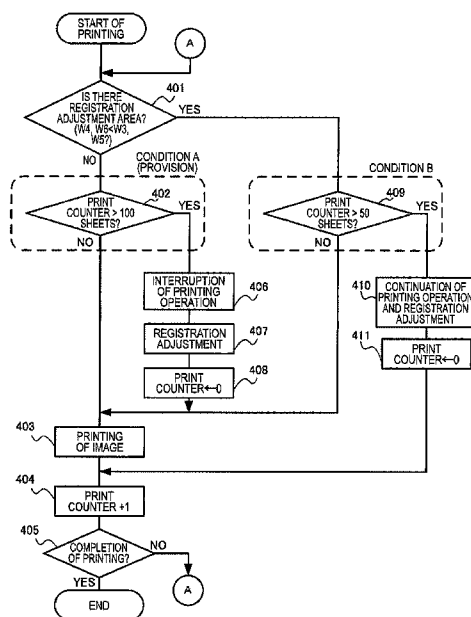 START OF
PRINTING
A
401
IS THERE
REGISTRATION
ADJUSTMENT AREA?
(W4, W6<W3,
W5?)
YES
NO
CONDITION A
(PROVISION)
402
PRINT
COUNTER > 100
SHEETS?
YES
NO
CONDITION B
409
PRINT
COUNTER > 50
SHEETS?
YES
NO
INTERRUPTION
OF PRINTING
OPERATION
406
REGISTRATION
ADJUSTMENT
407
PRINT
COUNTER←0
408
410
CONTINUATION OF
PRINTING OPERATION
AND REGISTRATION
ADJUSTMENT
411
PRINT
COUNTER←0
403
PRINTING
OF IMAGE
404
PRINT
COUNTER +1
405
COMPLETION
OF PRINTING?
NO
YES
A
END